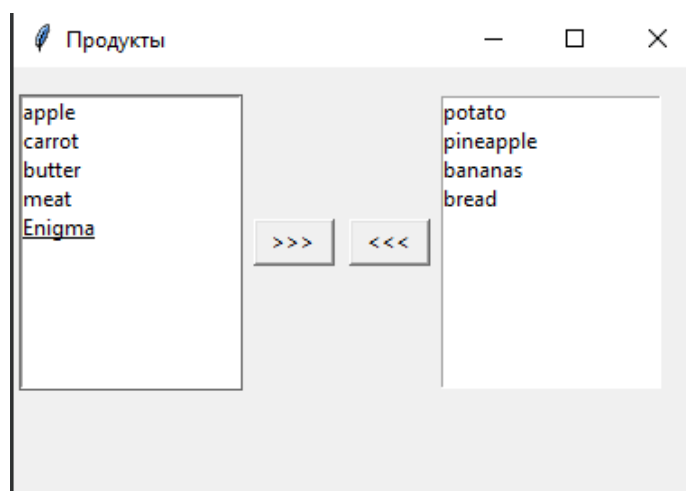 Продукты
apple
carrot
butter
meat
Enigma
>>>
<<<
potato
pineapple
bananas
bread